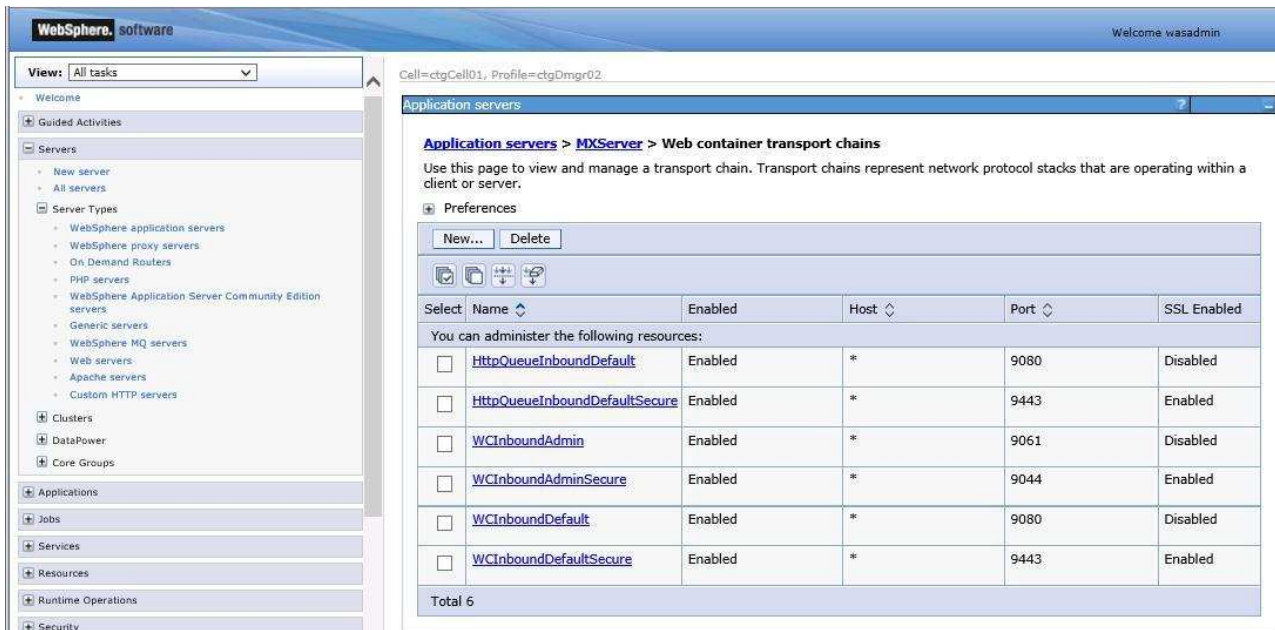 WebSphere. software
Welcome wasadmin
View: All tasks
Welcome
Guided Activities
Servers
New server
All servers
Server Types
WebSphere application servers
WebSphere proxy servers
On Demand Routers
PHP servers
WebSphere Application Server Community Edition
servers
Generic servers
WebSphere MQ servers
Web servers
Apache servers
Custom HTTP servers
Clusters
DataPower
Core Groups
Applications
Jobs
Services
Resources
Runtime Operations
Security
Cell=ctgCell01, Profile=ctgDmgr02
Application servers ?
Application servers > MXServer > Web container transport chains
Use this page to view and manage a transport chain. Transport chains represent network protocol stacks that are operating within a
client or server.
Preferences
New... Delete
Select Name Enabled Host Port SSL Enabled
You can administer the following resources:
HttpQueueInboundDefault Enabled * 9080 Disabled
HttpQueueInboundDefaultSecure Enabled * 9443 Enabled
WCInboundAdmin Enabled * 9061 Disabled
WCInboundAdminSecure Enabled * 9044 Enabled
WCInboundDefault Enabled * 9080 Disabled
WCInboundDefaultSecure Enabled * 9443 Enabled
Total 6